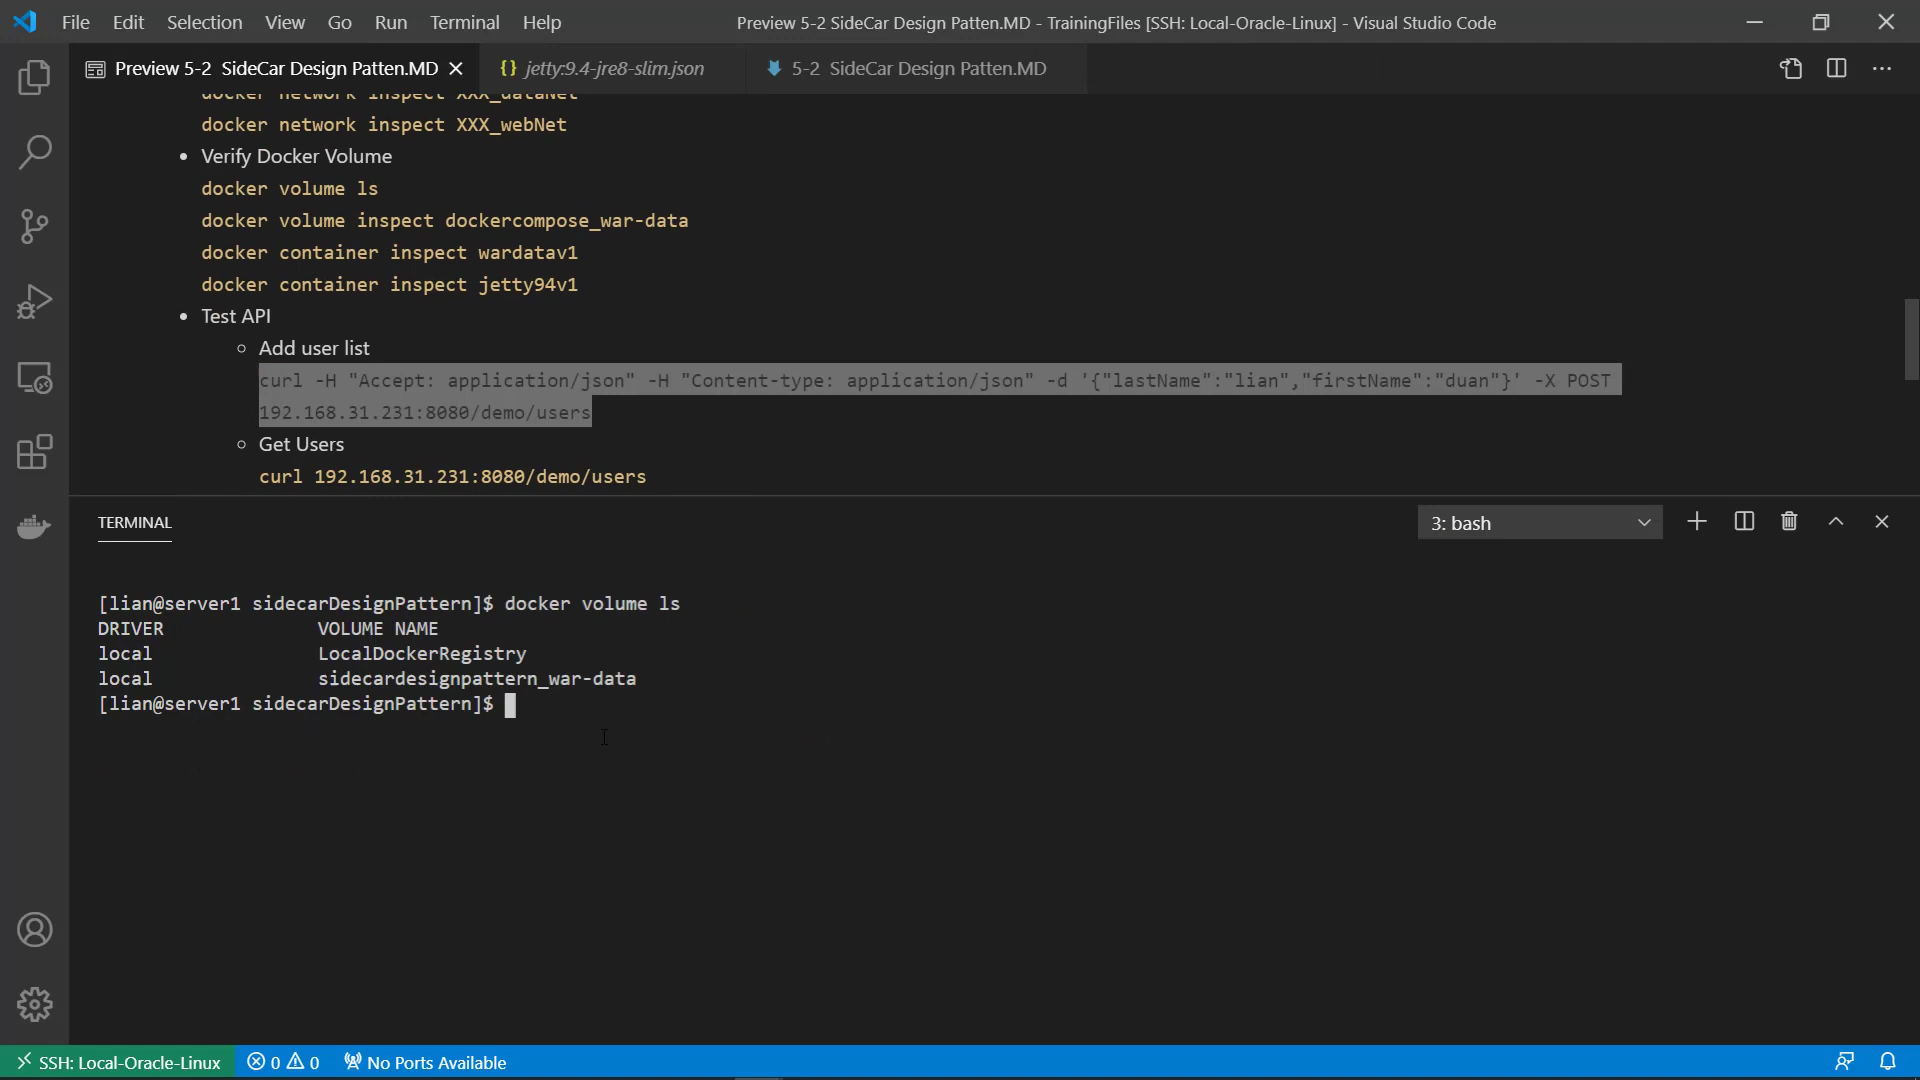 File Edit Selection View Go Run Terminal Help Preview 5-2 SideCar Design Patten.MD - TrainingFiles [SSH: Local-Oracle-Linux] - Visual Studio Code
Preview 5-2 SideCar Design Patten.MD {} jetty:9.4-jre8-slim.json 5-2 SideCar Design Patten.MD
docker network inspect XXX_dataNet
docker network inspect XXX_webNet
Verify Docker Volume
docker volume ls
docker volume inspect dockercompose_war-data
docker container inspect wardatav1
docker container inspect jetty94v1
Test API
Add user list
curl -H "Accept: application/json" -H "Content-type: application/json" -d '{"lastName":"lian","firstName":"duan"}' -X POST
192.168.31.231:8080/demo/users
Get Users
curl 192.168.31.231:8080/demo/users
TERMINAL 3: bash
[lian@server1 sidecarDesignPattern]$ docker volume ls
DRIVER VOLUME NAME
local LocalDockerRegistry
local sidecardesignpattern_war-data
[lian@server1 sidecarDesignPattern]$
SSH: Local-Oracle-Linux 0 0 No Ports Available